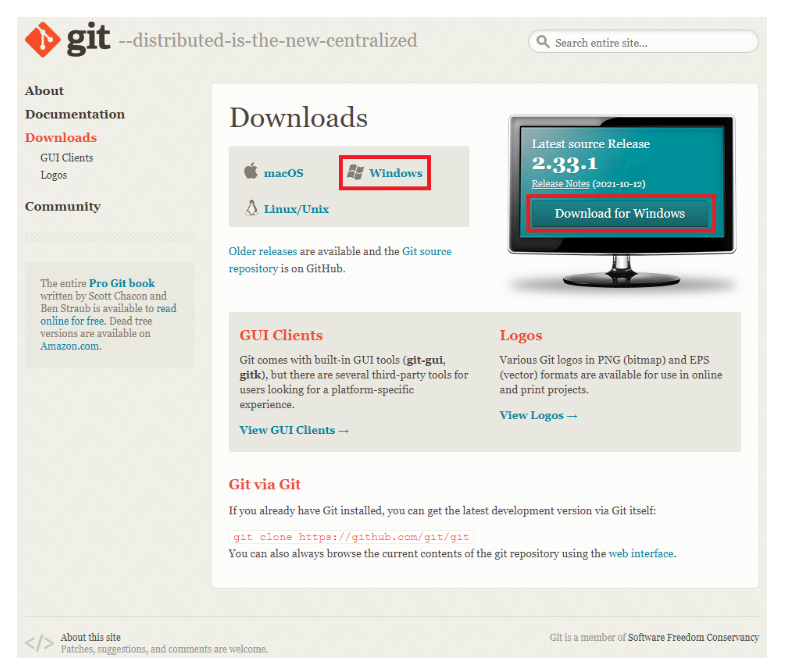 git --distributed-is-the-new-centralized
Search entire site...
About
Documentation
Downloads
GUI Clients
Logos
Community
The entire Pro Git book
written by Scott Chacon and
Ben Straub is available to read
online for free. Dead tree
versions are available on
Amazon.com.
Downloads
macOS
Windows
Linux/Unix
Older releases are available and the Git source
repository is on GitHub.
Latest source Release
2.33.1
Release Notes (2021-10-12)
Download for Windows
GUI Clients
Git comes with built-in GUI tools (git-gui,
gitk), but there are several third-party tools for
users looking for a platform-specific
experience.
View GUI Clients →
Logos
Various Git logos in PNG (bitmap) and EPS
(vector) formats are available for use in online
and print projects.
View Logos →
Git via Git
If you already have Git installed, you can get the latest development version via Git itself:
git clone https://github.com/git/git
You can also always browse the current contents of the git repository using the web interface.
</> About this site
Patches, suggestions, and comments are welcome.
Git is a member of Software Freedom Conservancy